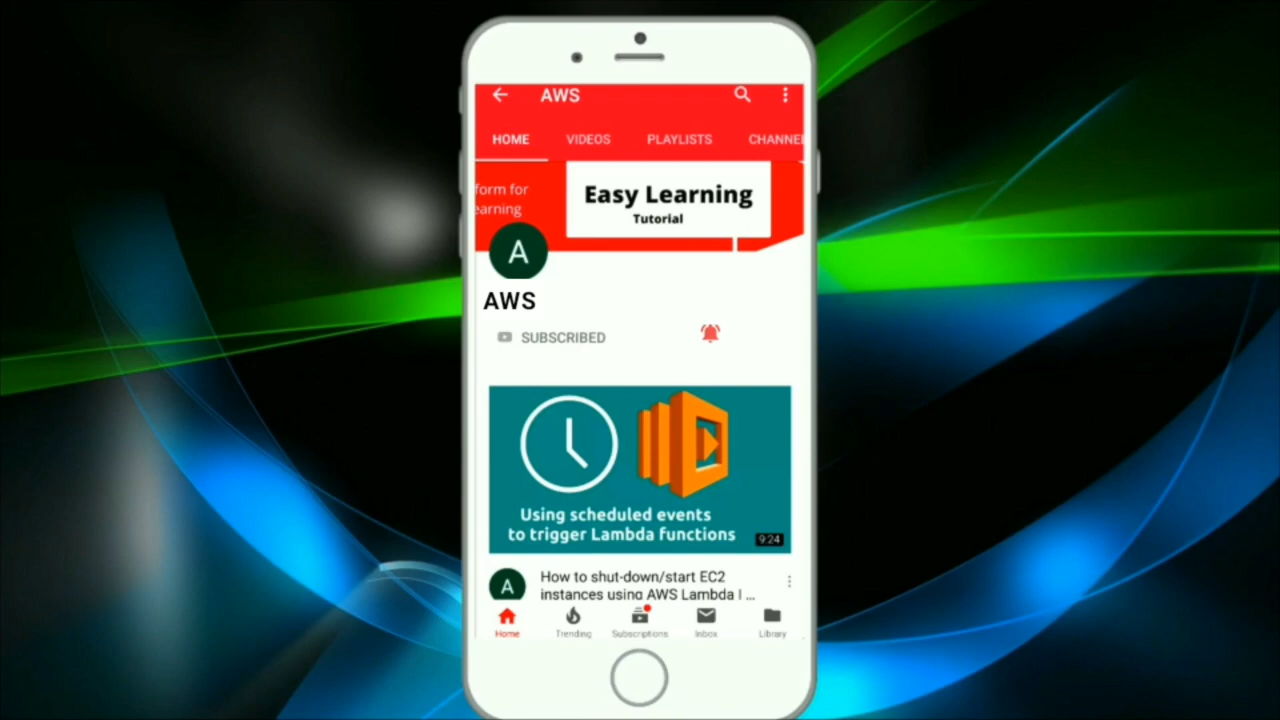 AWS
HOME VIDEOS PLAYLISTS CHANNE
form for
earning
Easy Learning
Tutorial
A
AWS
SUBSCRIBED
Using scheduled events
to trigger Lambda functions
9:24
A
How to shut-down/start EC2
instances using AWS Lambda | ...
Home Trending Subscriptions Inbox Library